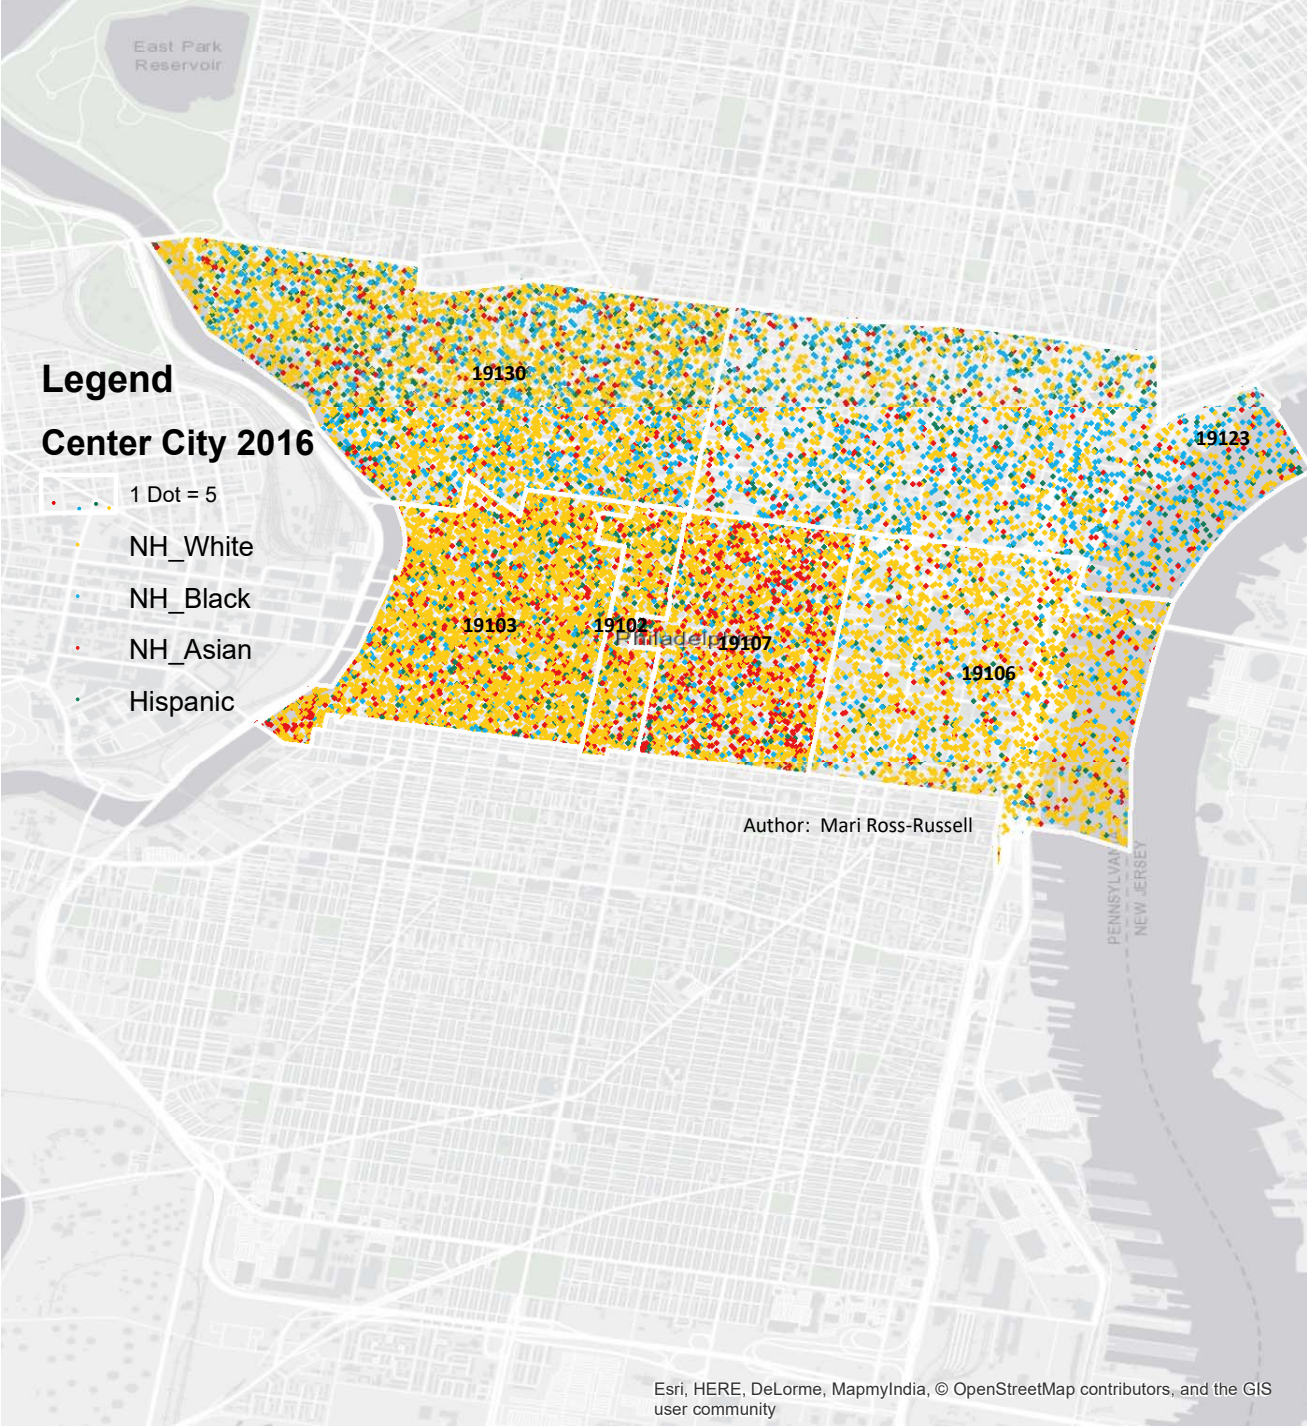 East Park
Reservoir
19130
Legend
Center City 2016
19123
1 Dot = 5
NH_White
NH_Black
19103
19102
Philadelphia
19107
NH_Asian
19106
Hispanic
Author: Mari Ross-Russell
PENNSYLVANIA
NEW JERSEY
Esri, HERE, DeLorme, MapmyIndia, © OpenStreetMap contributors, and the GIS
user community